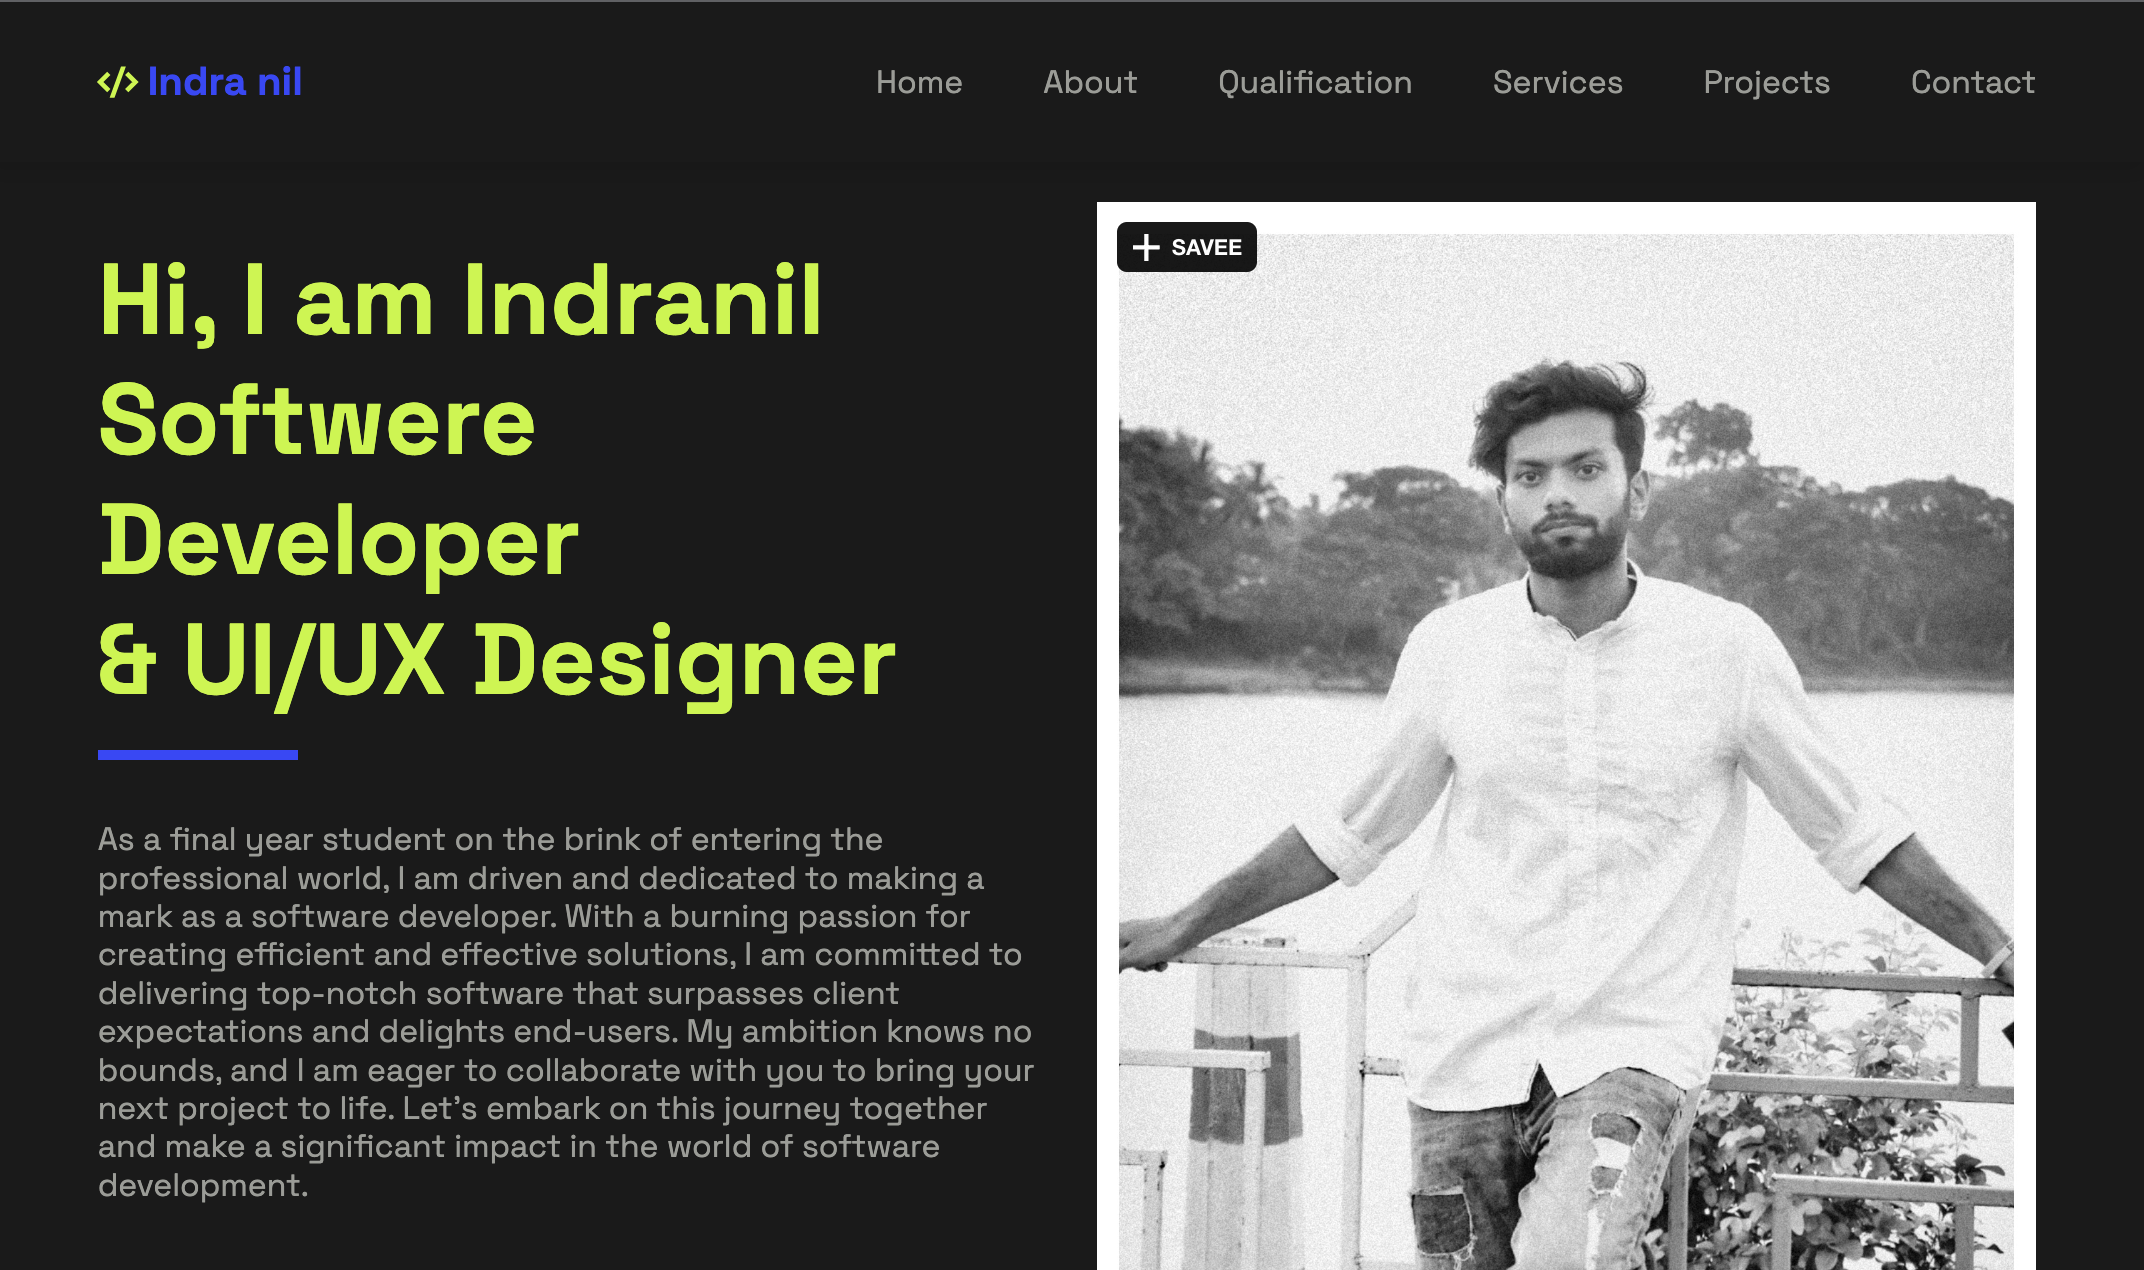 </> Indra nil
Home About Qualification Services Projects Contact
SAVEE
Hi, I am Indranil
Softwere
Developer
& UI/UX Designer
As a final year student on the brink of entering the
professional world, I am driven and dedicated to making a
mark as a software developer. With a burning passion for
creating efficient and effective solutions, I am committed to
delivering top-notch software that surpasses client
expectations and delights end-users. My ambition knows no
bounds, and I am eager to collaborate with you to bring your
next project to life. Let's embark on this journey together
and make a significant impact in the world of software
development.